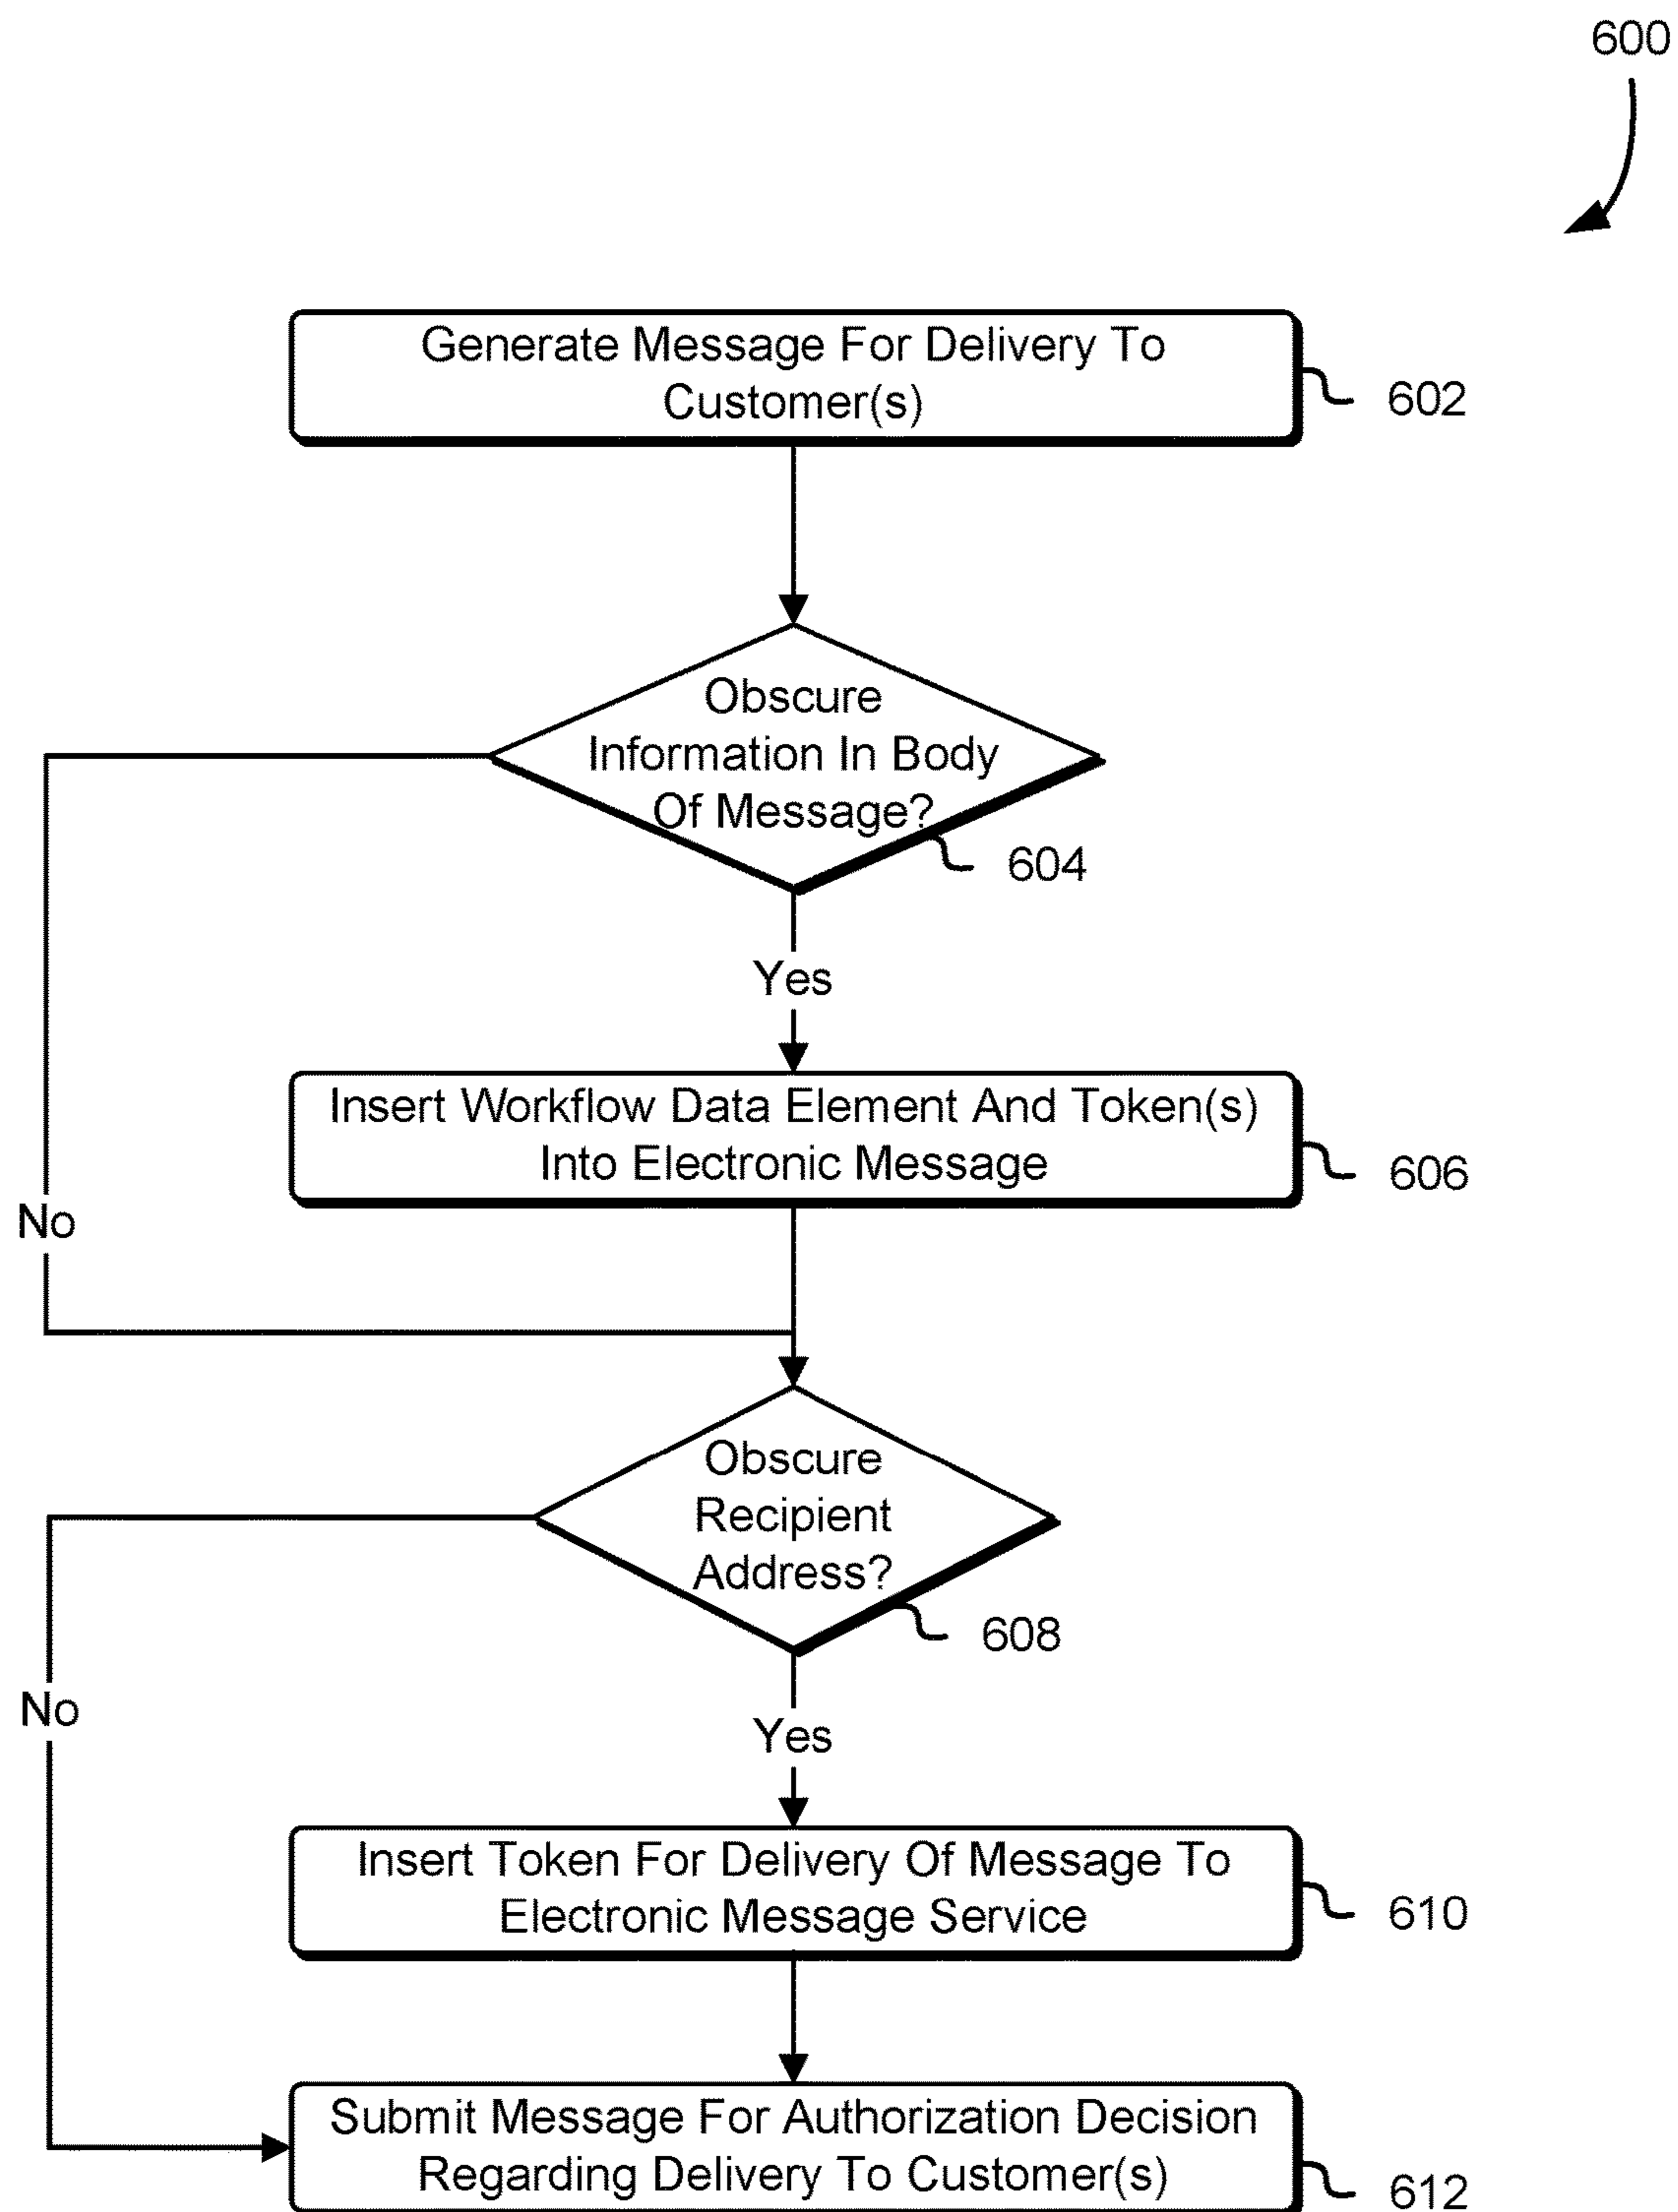 600
Generate Message For Delivery To
Customer(s)
602
Obscure
Information In Body
Of Message?
604
Yes
Insert Workflow Data Element And Token(s)
Into Electronic Message
606
No
Obscure
Recipient
Address?
608
No
Yes
Insert Token For Delivery Of Message To
Electronic Message Service
610
Submit Message For Authorization Decision
Regarding Delivery To Customer(s)
612